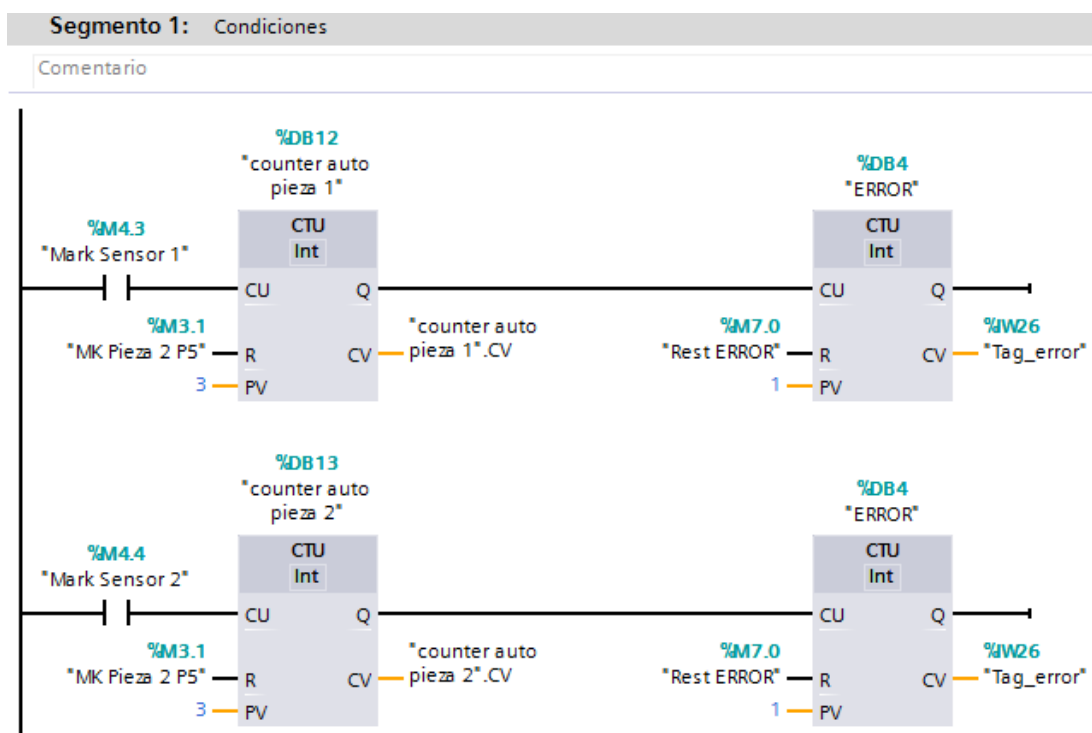 Segmento 1: Condiciones
Comentario
%DB12
"counter auto
pieza 1"
%DB4
"ERROR"
%M4.3
"Mark Sensor 1"
CTU
Int
CTU
Int
CU Q
CU Q
%M3.1
"MK Pieza 2 P5"
R CV
"counter auto
pieza 1".CV
%M7.0
"Rest ERROR"
R CV
%IW26
"Tag_error"
3 PV
1 PV
%DB13
"counter auto
pieza 2"
%DB4
"ERROR"
%M4.4
"Mark Sensor 2"
CTU
Int
CTU
Int
CU Q
CU Q
%M3.1
"MK Pieza 2 P5"
R CV
"counter auto
pieza 2".CV
%M7.0
"Rest ERROR"
R CV
%IW26
"Tag_error"
3 PV
1 PV